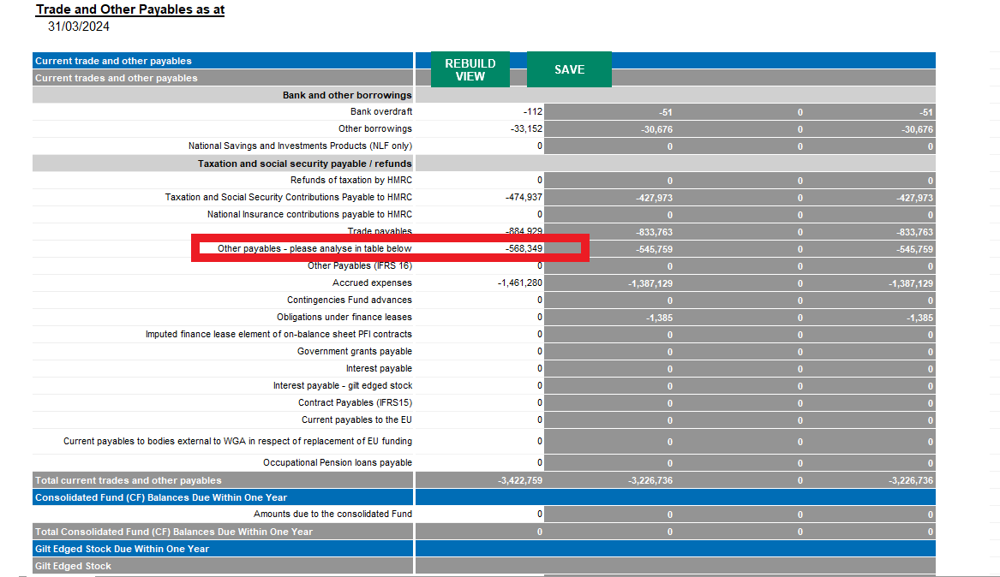 Trade and Other Payables as at
31/03/2024
Current trade and other payables
REBUILD VIEW
SAVE
Current trades and other payables
Bank and other borrowings
Bank overdraft -112 -51 0 -51
Other borrowings -33,152 -30,676 0 -30,676
National Savings and Investments Products (NLF only) 0 0 0 0
Taxation and social security payable / refunds
Refunds of taxation by HMRC 0 0 0 0
Taxation and Social Security Contributions Payable to HMRC -474,937 -427,973 0 -427,973
National Insurance contributions payable to HMRC 0 0 0 0
Trade payables -884,929 -833,763 0 -833,763
Other payables - please analyse in table below -568,349 -545,759 0 -545,759
Other Payables (IFRS 16) 0 0 0 0
Accrued expenses -1,461,280 -1,387,129 0 -1,387,129
Contingencies Fund advances 0 0 0 0
Obligations under finance leases 0 -1,385 0 -1,385
Imputed finance lease element of on-balance sheet PFI contracts 0 0 0 0
Government grants payable 0 0 0 0
Interest payable 0 0 0 0
Interest payable - gilt edged stock 0 0 0 0
Contract Payables (IFRS15) 0 0 0 0
Current payables to the EU 0 0 0 0
Current payables to bodies external to WGA in respect of replacement of EU funding 0 0 0 0
Occupational Pension loans payable 0 0 0 0
Total current trades and other payables -3,422,759 -3,226,736 0 -3,226,736
Consolidated Fund (CF) Balances Due Within One Year
Amounts due to the consolidated Fund 0 0 0 0
Total Consolidated Fund (CF) Balances Due Within One Year 0 0 0 0
Gilt Edged Stock Due Within One Year
Gilt Edged Stock